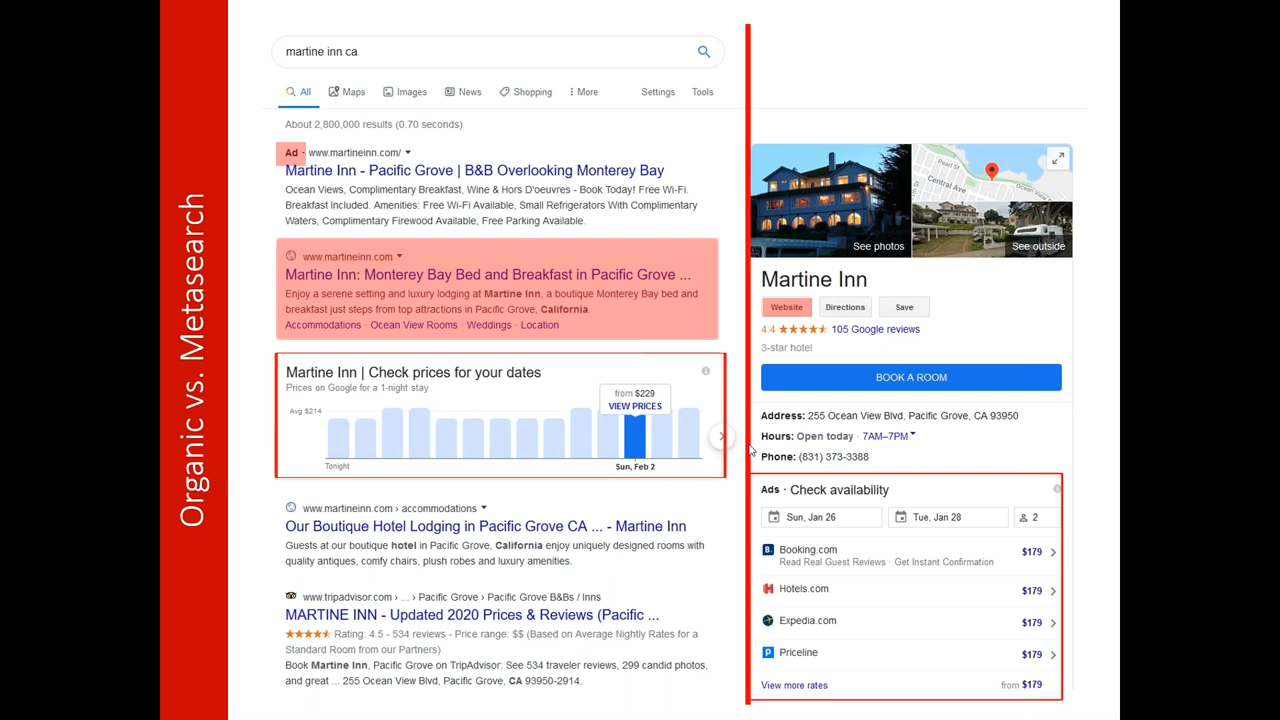 Organic vs. Metasearch
martine inn ca
All Maps Images News Shopping More Settings Tools
About 2,800,000 results (0.70 seconds)
Ad · www.martineinn.com/
Martine Inn - Pacific Grove | B&B Overlooking Monterey Bay
Ocean Views, Complimentary Breakfast, Wine & Hors D'oeuvres - Book Today! Free Wi-Fi.
Breakfast Included. Amenities: Free Wi-Fi Available, Small Refrigerators With Complimentary
Waters, Complimentary Firewood Available, Free Parking Available.
www.martineinn.com
Martine Inn: Monterey Bay Bed and Breakfast in Pacific Grove ...
Enjoy a serene setting and luxury lodging at Martine Inn, a boutique Monterey Bay bed and
breakfast just steps from top attractions in Pacific Grove, California.
Accommodations · Ocean View Rooms · Weddings · Location
Martine Inn | Check prices for your dates
Prices on Google for a 1-night stay
from $229
VIEW PRICES
Avg $214
Tonight
Sun, Feb 2
www.martineinn.com › accommodations
Our Boutique Hotel Lodging in Pacific Grove CA ... - Martine Inn
Guests at our boutique hotel in Pacific Grove, California enjoy uniquely designed rooms with
quality antiques, comfy chairs, plush robes and luxury amenities.
www.tripadvisor.com › ... › Pacific Grove › Pacific Grove B&Bs / Inns
MARTINE INN - Updated 2020 Prices & Reviews (Pacific ...
Rating: 4.5 - 534 reviews - Price range: $$ (Based on Average Nightly Rates for a
Standard Room from our Partners)
Book Martine Inn, Pacific Grove on TripAdvisor: See 534 traveler reviews, 299 candid photos,
and great ... 255 Ocean View Blvd, Pacific Grove, CA 93950-2914.
Pearl St
Central Ave
Ocean View
See photos
See outside
Martine Inn
Website Directions Save
4.4 105 Google reviews
3-star hotel
BOOK A ROOM
Address: 255 Ocean View Blvd, Pacific Grove, CA 93950
Hours: Open today · 7AM–7PM
Phone: (831) 373-3388
Ads · Check availability
Sun, Jan 26 Tue, Jan 28 2
B. Booking.com $179
Read Real Guest Reviews · Get Instant Confirmation
Hotels.com $179
Expedia.com $179
P Priceline $179
View more rates from $179